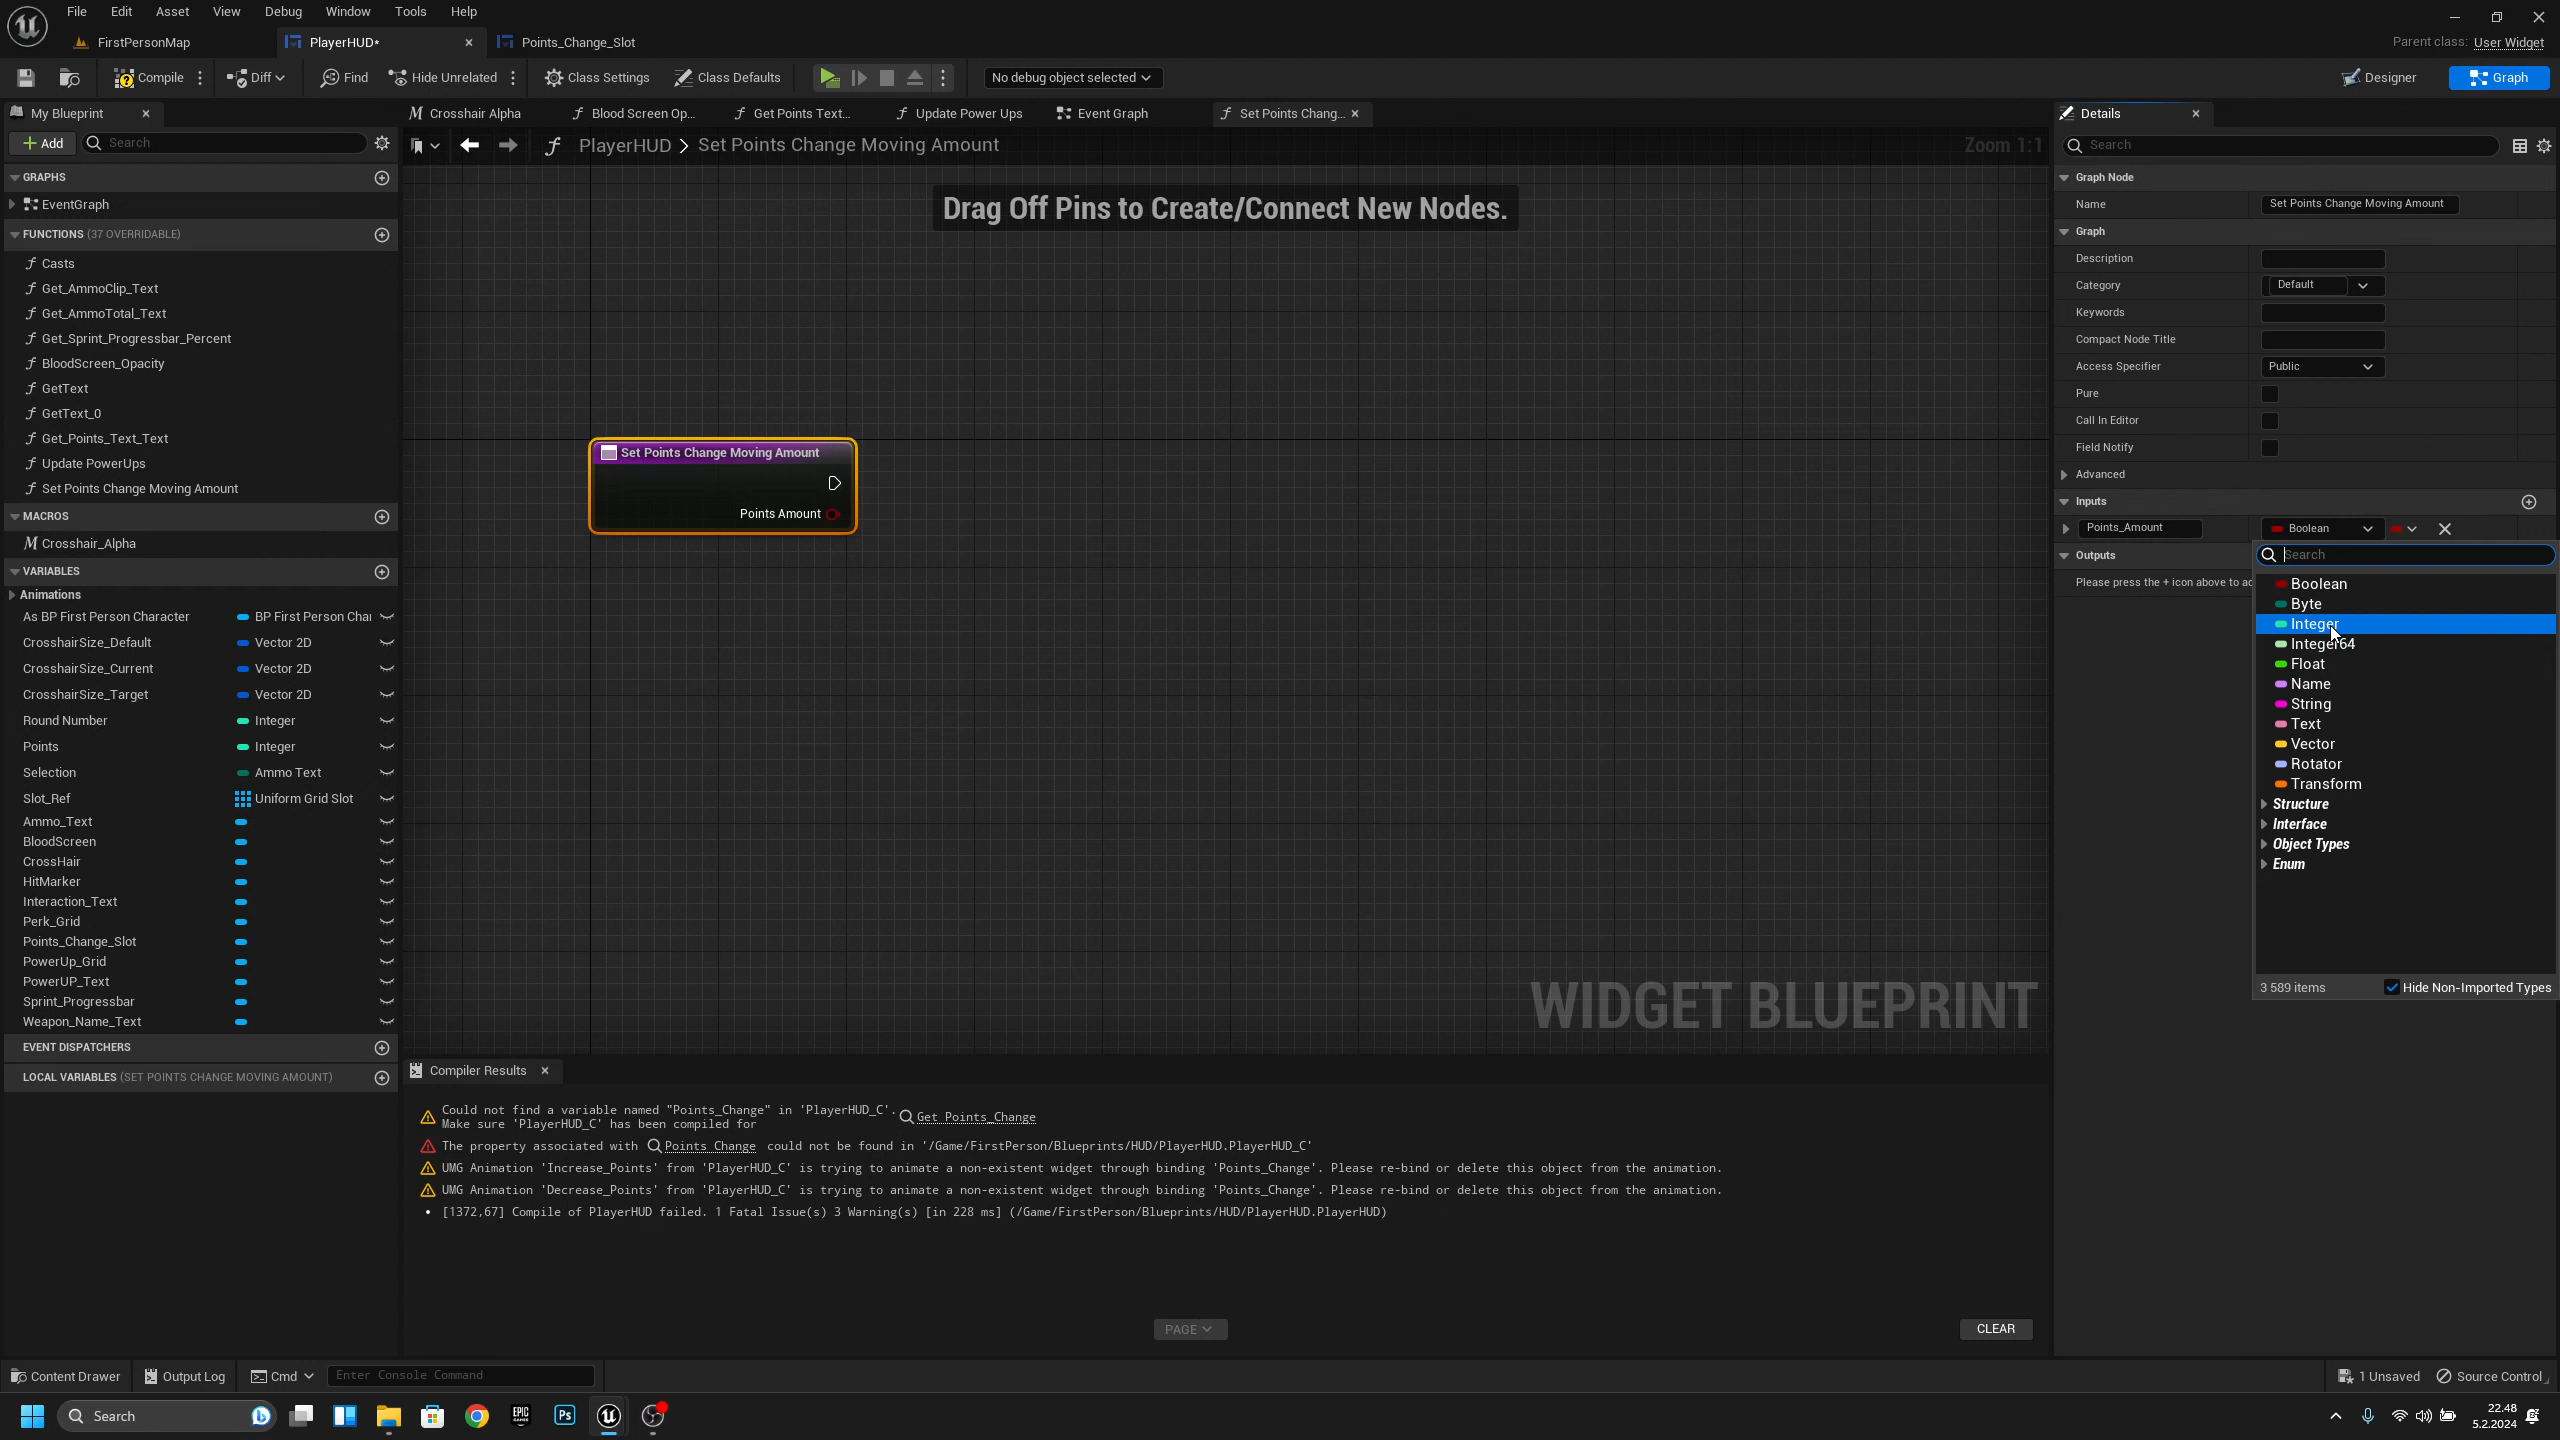 File Edit Asset View Debug Window Tools Help
FirstPersonMap PlayerHUD* Points_Change_Slot
Parent class: User Widget
Compile Diff Find Hide Unrelated Class Settings Class Defaults No debug object selected Designer Graph
My Blueprint
Crosshair Alpha Blood Screen Op... Get Points Text... Update Power Ups Event Graph Set Points Chang...
Details
Add Search
PlayerHUD > Set Points Change Moving Amount
Zoom 1:1
Search
GRAPHS
EventGraph
FUNCTIONS (37 OVERRIDABLE)
Casts
Get_AmmoClip_Text
Get_AmmoTotal_Text
Get_Sprint_Progressbar_Percent
BloodScreen_Opacity
GetText
GetText_0
Get_Points_Text_Text
Update PowerUps
Set Points Change Moving Amount
MACROS
Crosshair_Alpha
VARIABLES
Animations
As BP First Person Character BP First Person Cha
CrosshairSize_Default Vector 2D
CrosshairSize_Current Vector 2D
CrosshairSize_Target Vector 2D
Round Number Integer
Points Integer
Selection Ammo Text
Slot_Ref Uniform Grid Slot
Ammo_Text
BloodScreen
CrossHair
HitMarker
Interaction_Text
Perk_Grid
Points_Change_Slot
PowerUp_Grid
PowerUP_Text
Sprint_Progressbar
Weapon_Name_Text
EVENT DISPATCHERS
LOCAL VARIABLES (SET POINTS CHANGE MOVING AMOUNT)
Drag Off Pins to Create/Connect New Nodes.
Set Points Change Moving Amount
Points Amount
WIDGET BLUEPRINT
Graph Node
Name Set Points Change Moving Amount
Graph
Description
Category Default
Keywords
Compact Node Title
Access Specifier Public
Pure
Call In Editor
Field Notify
Advanced
Inputs
Points_Amount Boolean
Outputs
Please press the + icon above to ad
Search
Boolean
Byte
Integer
Integer64
Float
Name
String
Text
Vector
Rotator
Transform
Structure
Interface
Object Types
Enum
3 589 items Hide Non-Imported Types
Compiler Results
Could not find a variable named "Points_Change" in 'PlayerHUD_C'. Get Points_Change
Make sure 'PlayerHUD_C' has been compiled for
The property associated with Points Change could not be found in '/Game/FirstPerson/Blueprints/HUD/PlayerHUD.PlayerHUD_C'
UMG Animation 'Increase_Points' from 'PlayerHUD_C' is trying to animate a non-existent widget through binding 'Points_Change'. Please re-bind or delete this object from the animation.
UMG Animation 'Decrease_Points' from 'PlayerHUD_C' is trying to animate a non-existent widget through binding 'Points_Change'. Please re-bind or delete this object from the animation.
[1372,67] Compile of PlayerHUD failed. 1 Fatal Issue(s) 3 Warning(s) [in 228 ms] (/Game/FirstPerson/Blueprints/HUD/PlayerHUD.PlayerHUD)
PAGE CLEAR
Content Drawer Output Log Cmd Enter Console Command 1 Unsaved Source Control
Search
EPIC GAMES
Ps
22.48
5.2.2024